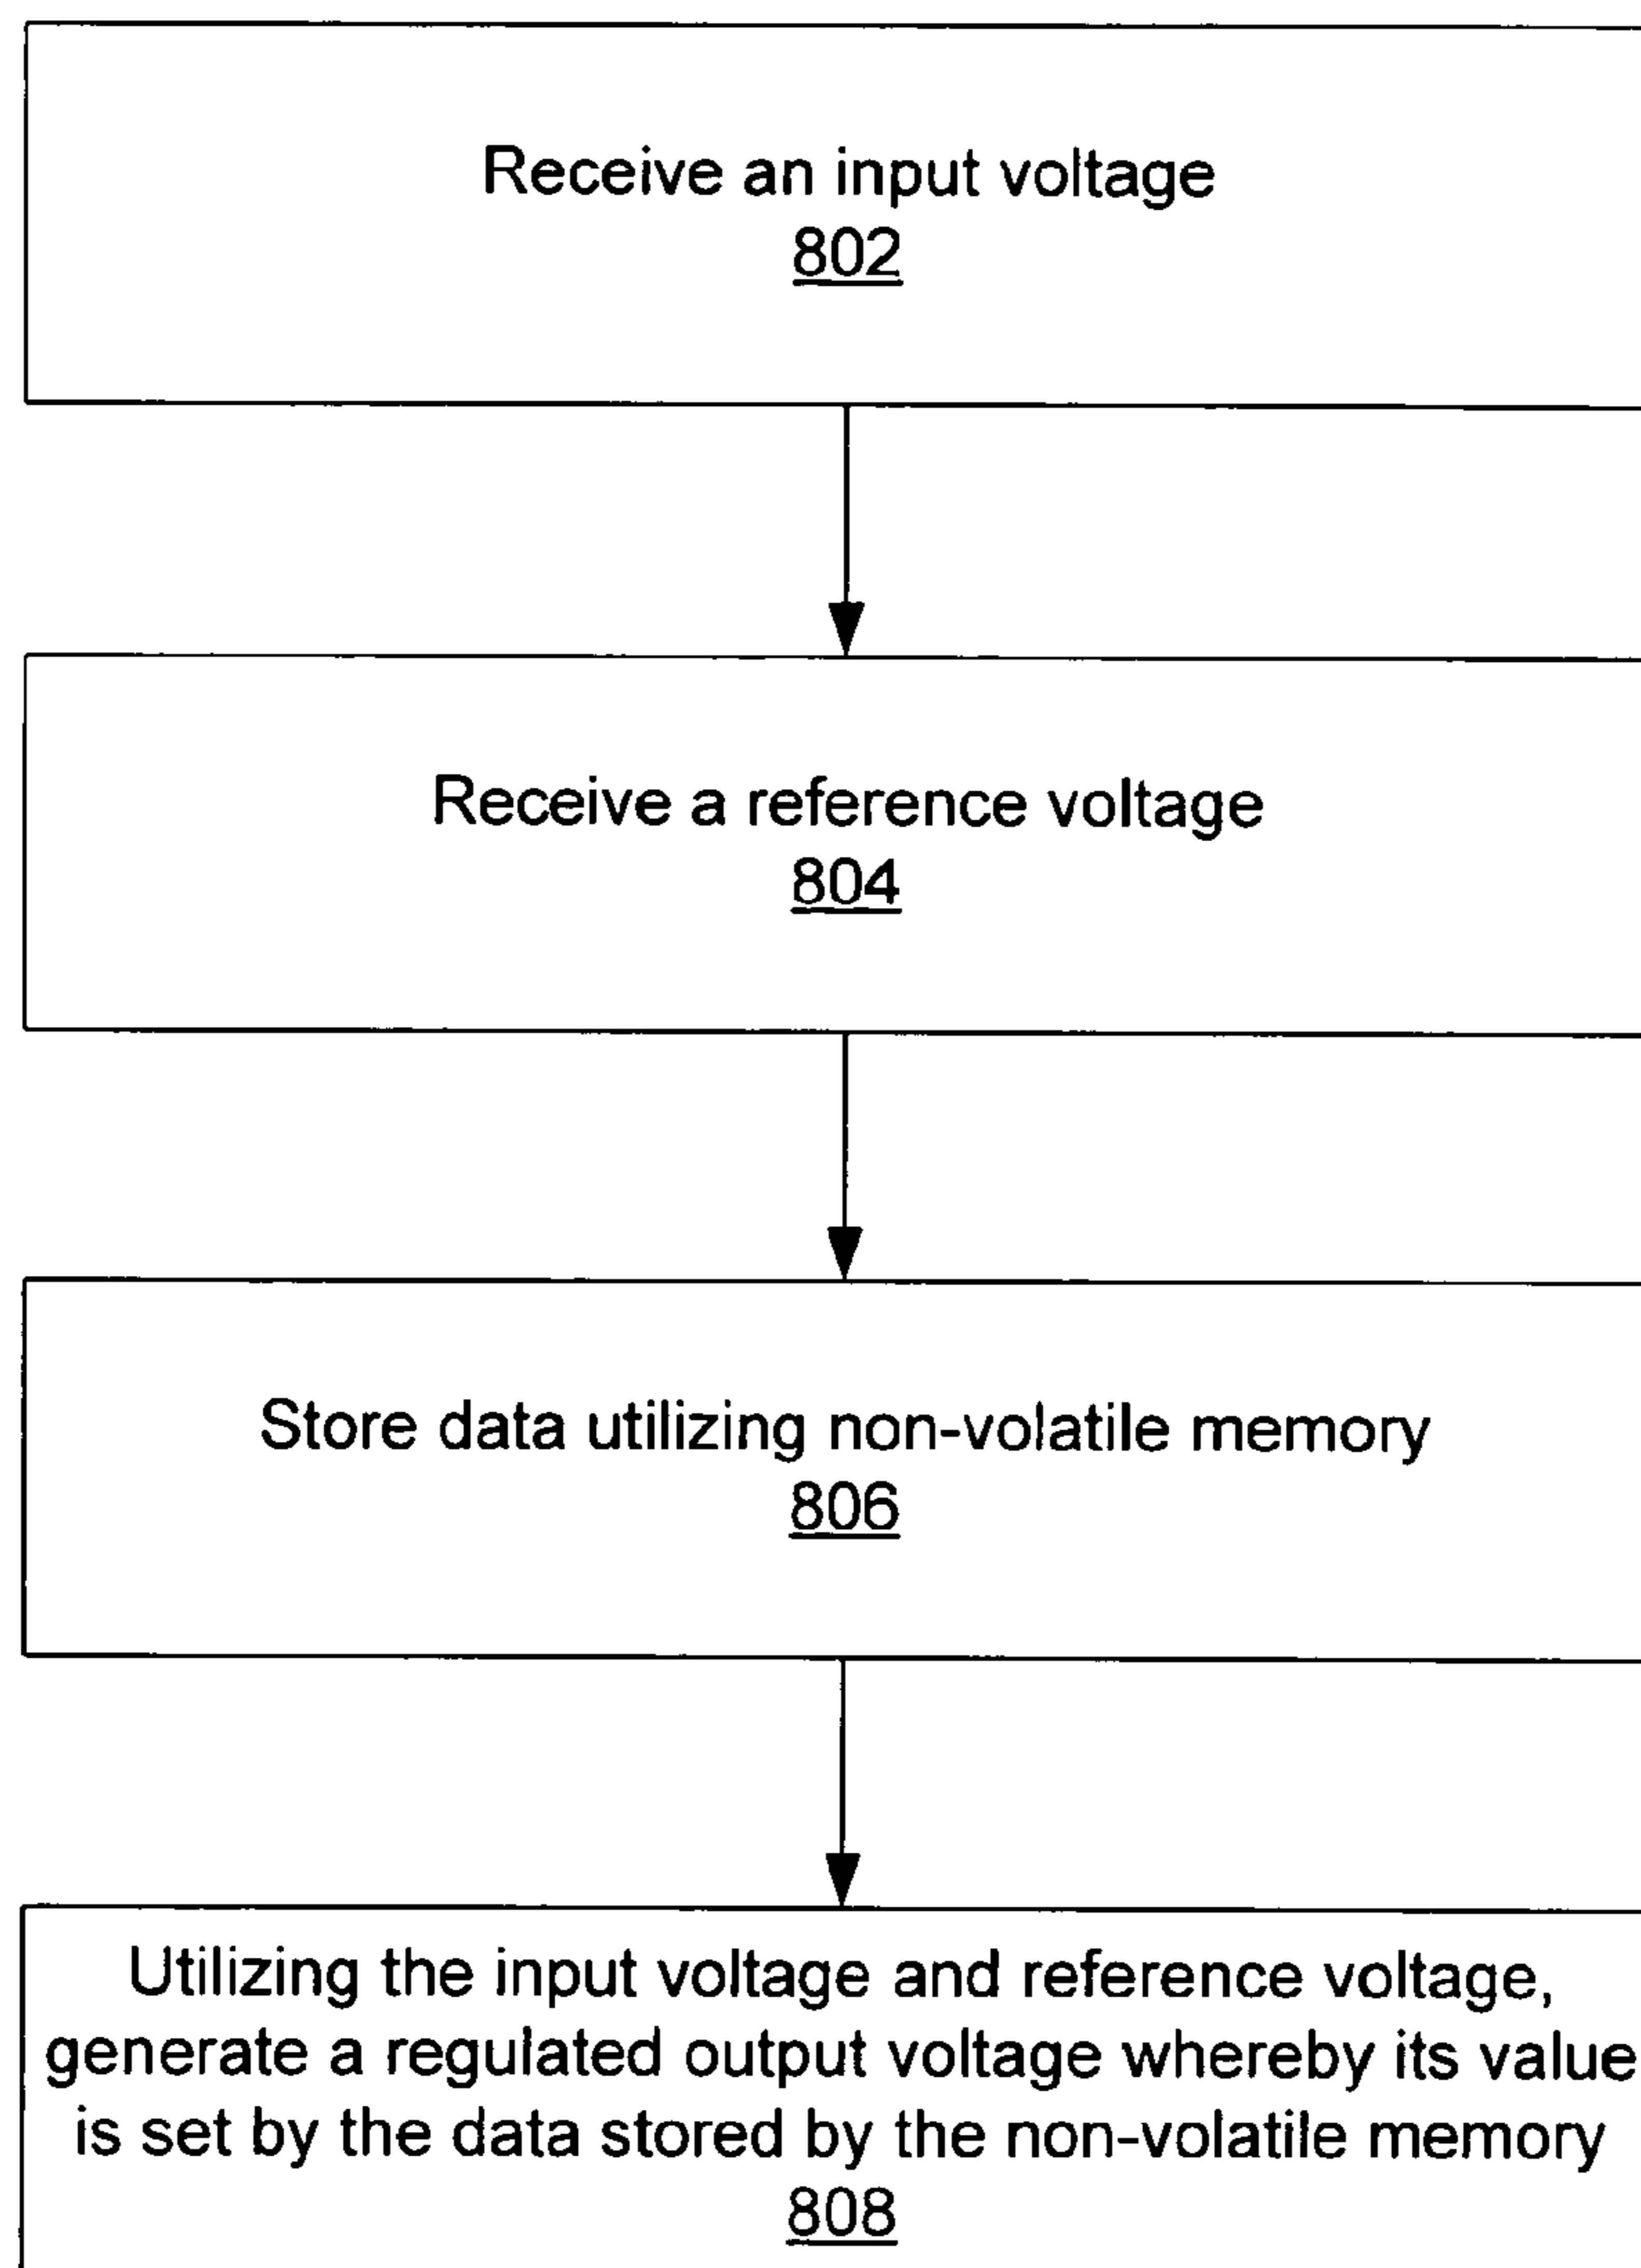 Receive an input voltage
802
Receive a reference voltage
804
Store data utilizing non-volatile memory
806
Utilizing the input voltage and reference voltage,
generate a regulated output voltage whereby its value
is set by the data stored by the non-volatile memory
808